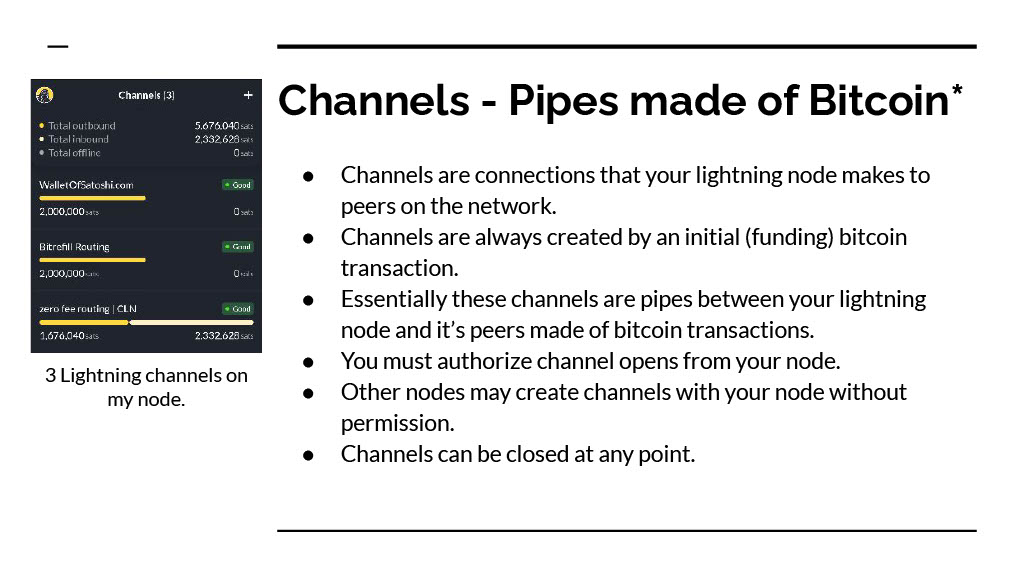 Channels (3)
+
Total outbound 5,676,040 sats
Total inbound 2,332,628 sats
Total offline 0 sats
WalletOfSatoshi.com Good
2,000,000 sats 0 sats
Bitrefill Routing Good
2,000,000 sats 0 sats
zero fee routing | CLN Good
1,676,040 sats 2,332,628 sats
3 Lightning channels on
my node.
Channels - Pipes made of Bitcoin*
● Channels are connections that your lightning node makes to
peers on the network.
● Channels are always created by an initial (funding) bitcoin
transaction.
● Essentially these channels are pipes between your lightning
node and it’s peers made of bitcoin transactions.
● You must authorize channel opens from your node.
● Other nodes may create channels with your node without
permission.
● Channels can be closed at any point.